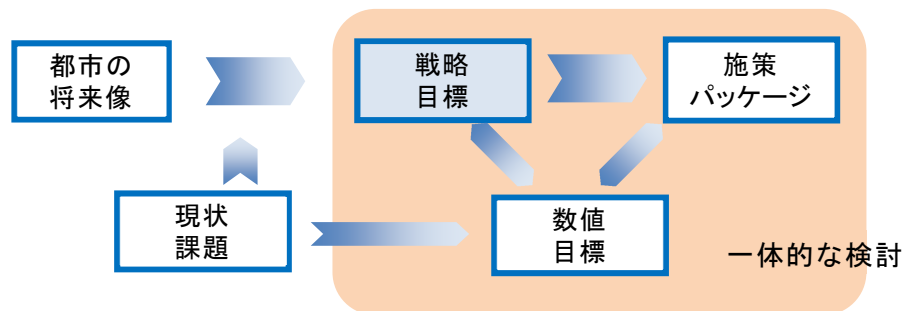 都市の
将来像
戦略
目標
施策
パッケージ
現状
課題
数値
目標
一体的な検討